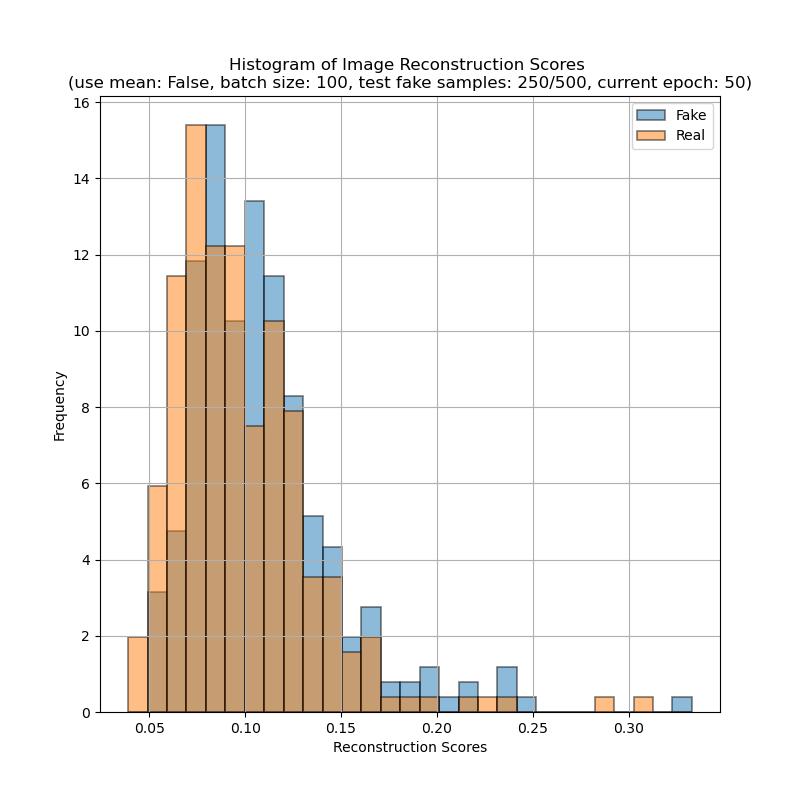 Histogram of Image Reconstruction Scores
(use mean: False, batch size: 100, test fake samples: 250/500, current epoch: 50)
Fake
Real
16
14
12
10
8
6
4
2
0
Frequency
0.05 0.10 0.15 0.20 0.25 0.30
Reconstruction Scores